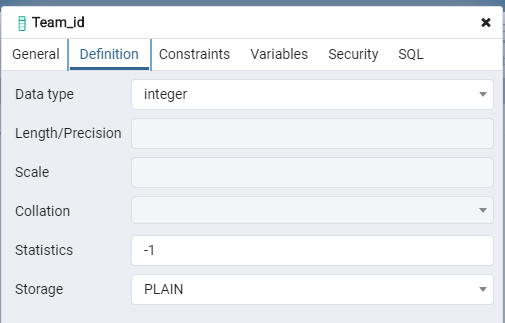 Team_id
General Definition Constraints Variables Security SQL
Data type integer
Length/Precision
Scale
Collation
Statistics -1
Storage PLAIN